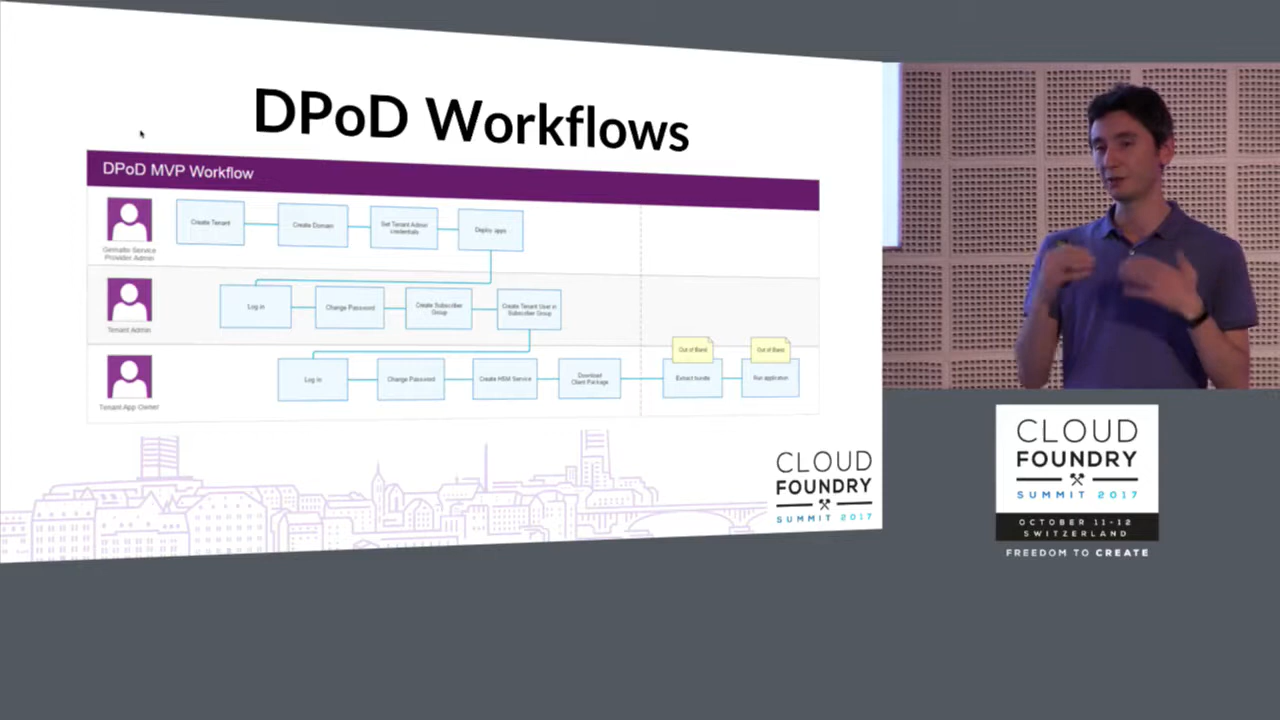 DPoD Workflows
DPoD MVP Workflow
Create Tenant
Create Domain
Set Tenant Admin
credentials
Deploy apps
Gemalto Service
Provider Admin
Log in
Change Password
Create Subscriber
Group
Create Tenant User in
Subscriber Group
Tenant Admin
Out of Band
Out of Band
Log in
Change Password
Create HSM Service
Download
Client Package
Extract bundle
Run application
Tenant App Owner
CLOUD
FOUNDRY
SUMMIT 2017
CLOUD
FOUNDRY
SUMMIT 2017
OCTOBER 11-12
SWITZERLAND
FREEDOM TO CREATE